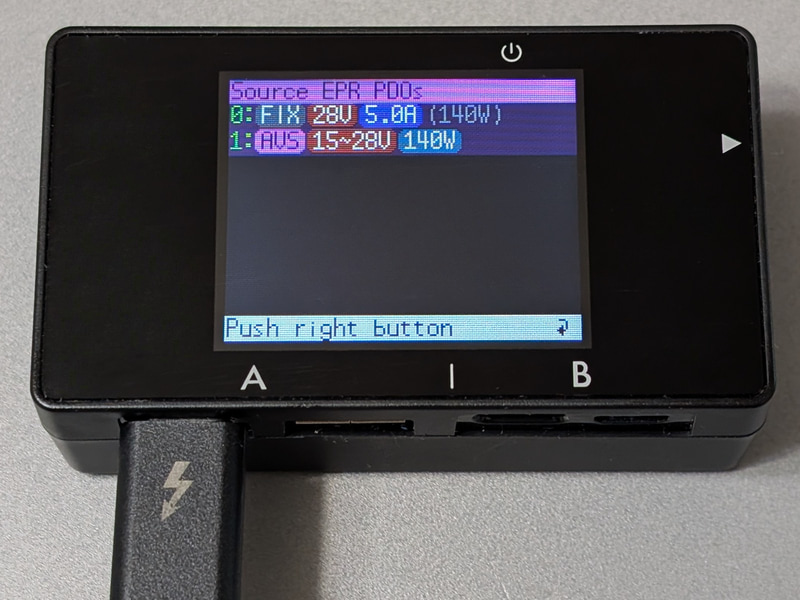 Source EPR PDOs
0: FIX 28V 5.0A (140W)
1: AVS 15~28V 140W
Push right button
A | B